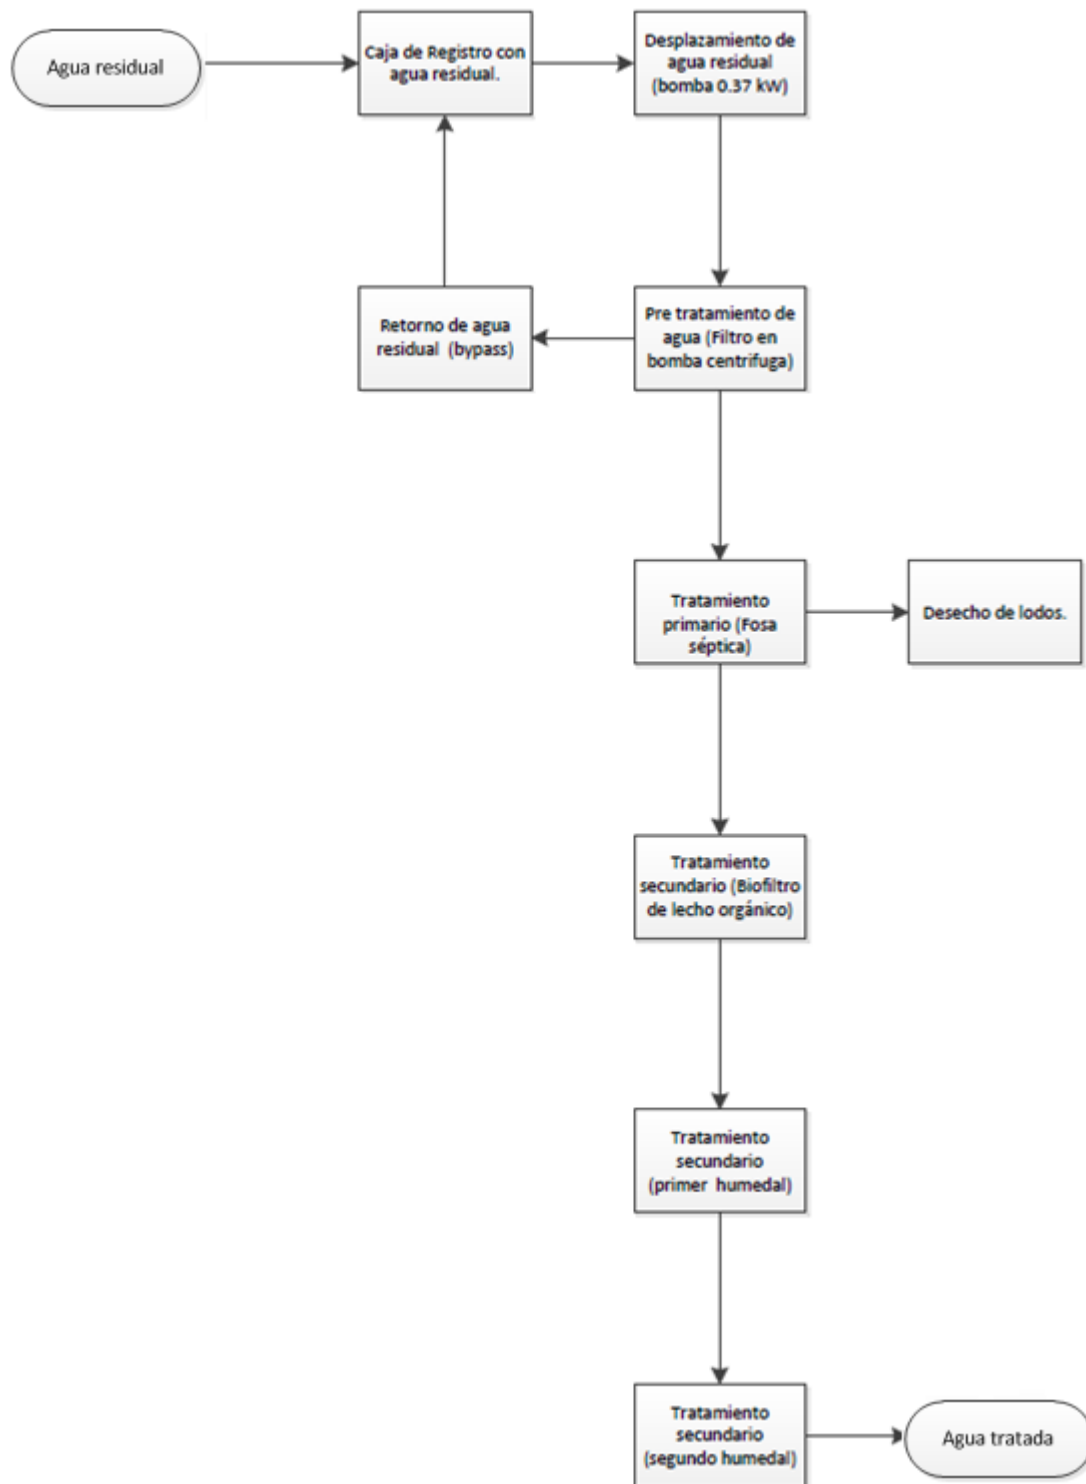 Agua residual
Caja de Registro con
agua residual.
Desplazamiento de
agua residual
(bomba 0.37 kW)
Retorno de agua
residual (bypass)
Pre tratamiento de
agua (Filtro en
bomba centrifuga)
Tratamiento
primario (Fosa
séptica)
Desecho de lodos.
Tratamiento
secundario (Biofiltro
de lecho orgánico)
Tratamiento
secundario
(primer humedal)
Tratamiento
secundario
(segundo humedal)
Agua tratada